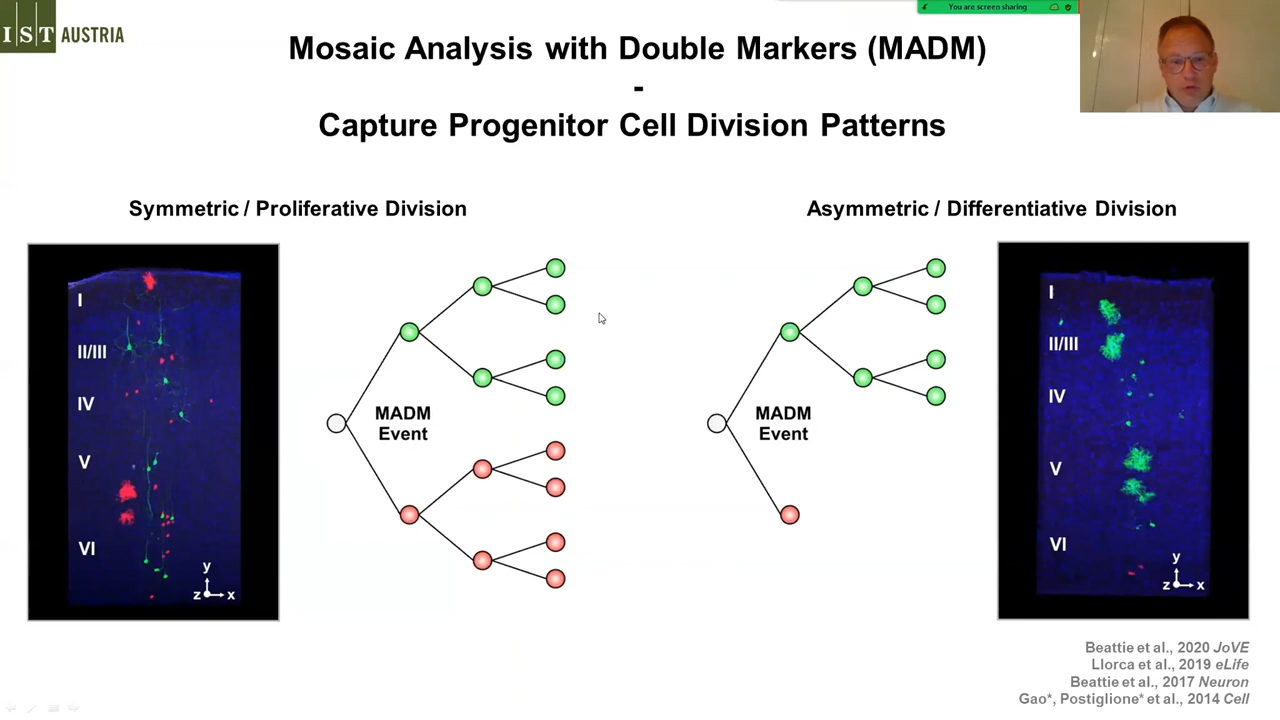 IST AUSTRIA
You are screen sharing
Mosaic Analysis with Double Markers (MADM)
-
Capture Progenitor Cell Division Patterns
Symmetric / Proliferative Division
Asymmetric / Differentiative Division
I
II/III
IV
V
VI
y
z x
MADM
Event
MADM
Event
I
II/III
IV
V
VI
y
z x
Beattie et al., 2020 JoVE
Llorca et al., 2019 eLife
Beattie et al., 2017 Neuron
Gao*, Postiglione* et al., 2014 Cell